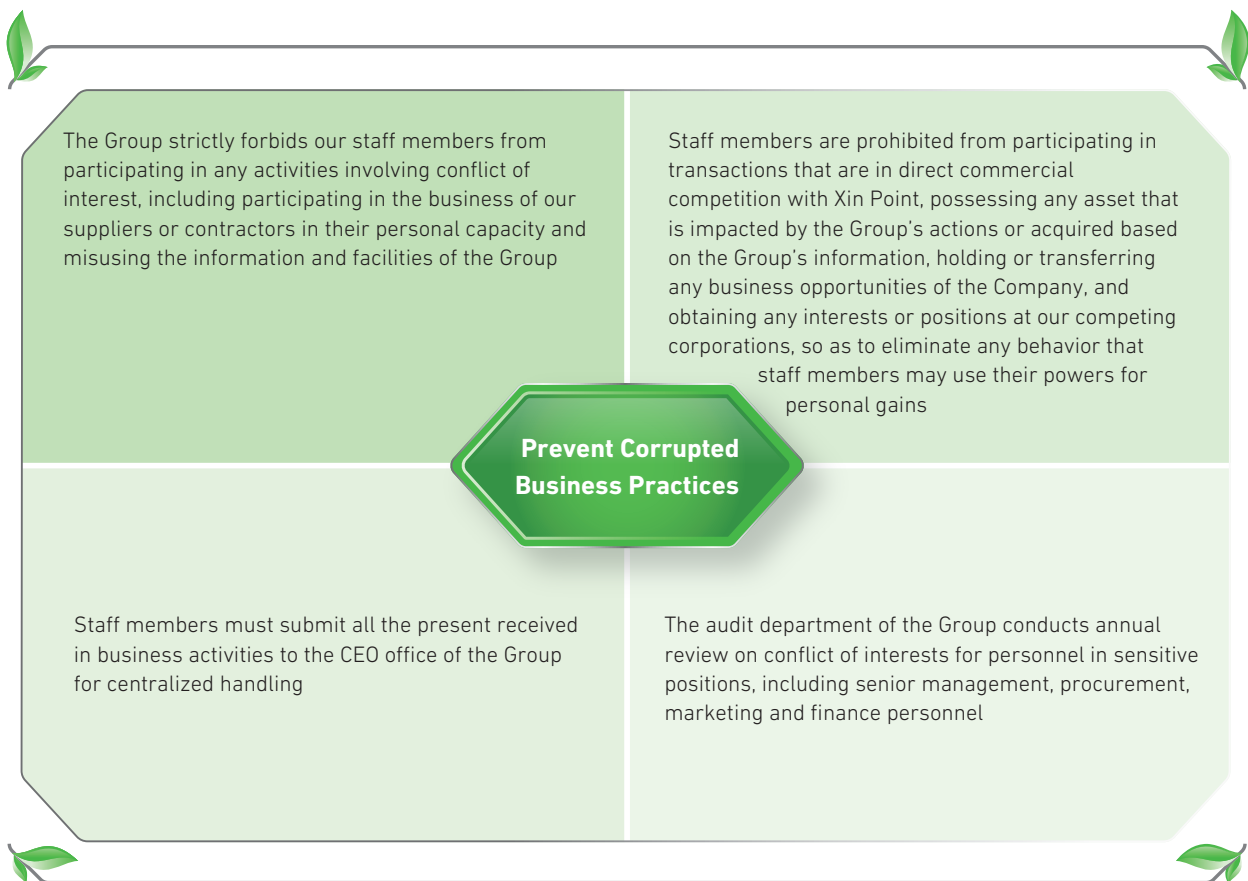 The Group strictly forbids our staff members from
participating in any activities involving conflict of
interest, including participating in the business of our
suppliers or contractors in their personal capacity and
misusing the information and facilities of the Group
Staff members are prohibited from participating in
transactions that are in direct commercial
competition with Xin Point, possessing any asset that
is impacted by the Group's actions or acquired based
on the Group's information, holding or transferring
any business opportunities of the Company, and
obtaining any interests or positions at our competing
corporations, so as to eliminate any behavior that
staff members may use their powers for
personal gains
Prevent Corrupted
Business Practices
Staff members must submit all the present received
in business activities to the CEO office of the Group
for centralized handling
The audit department of the Group conducts annual
review on conflict of interests for personnel in sensitive
positions, including senior management, procurement,
marketing and finance personnel